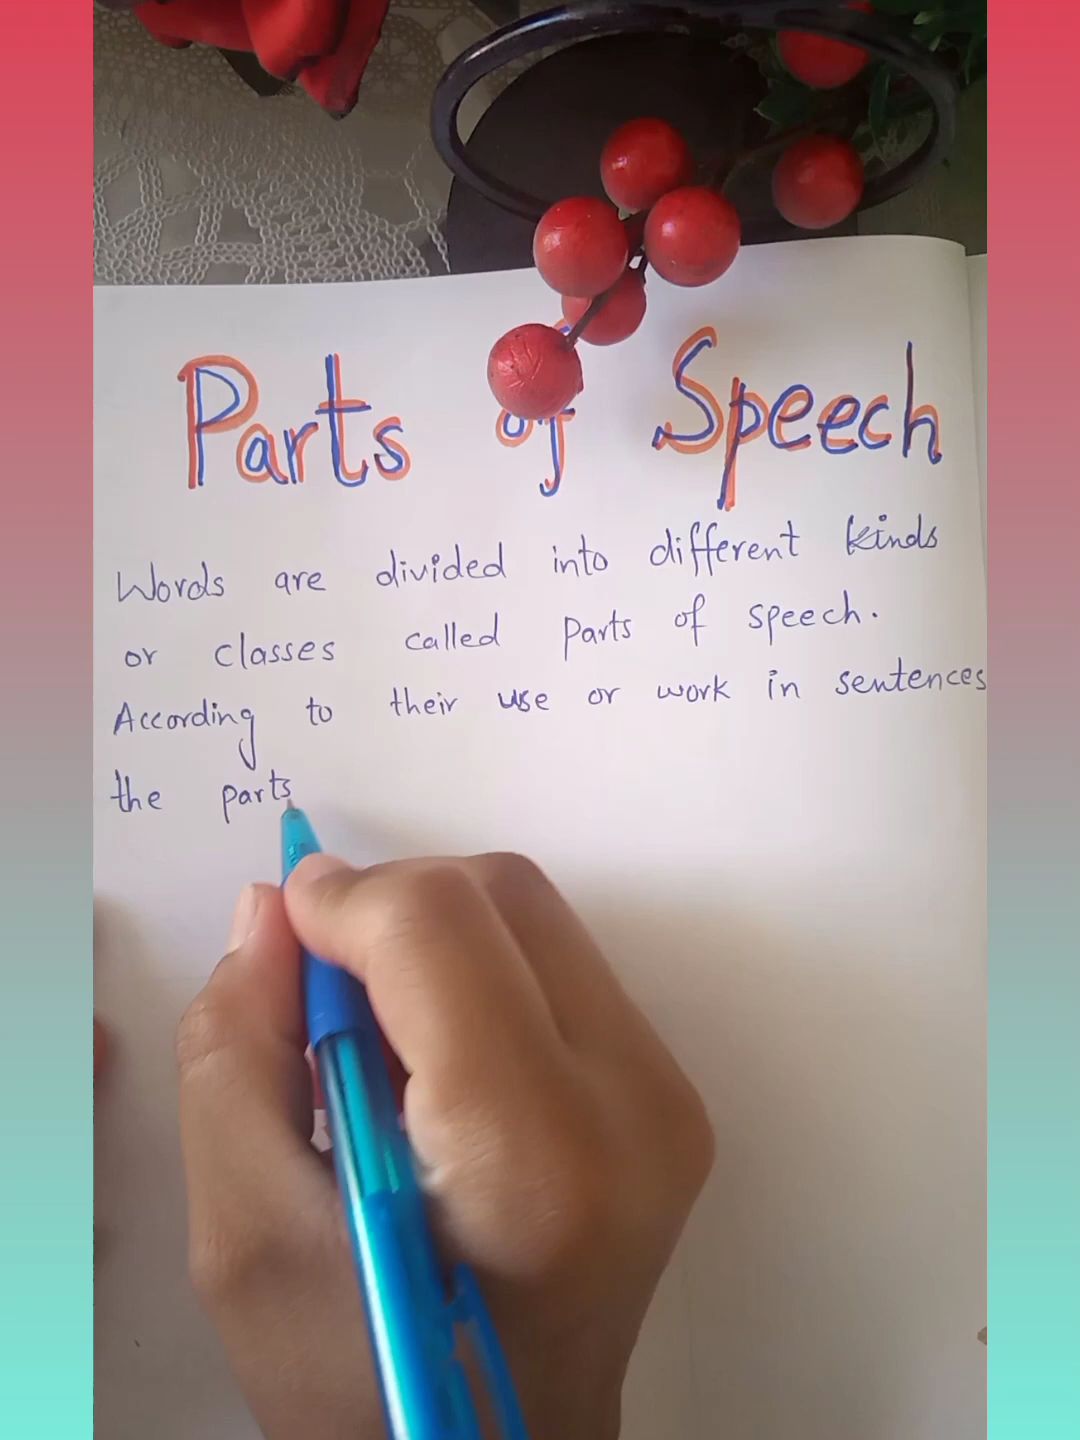 Parts of Speech
Words are divided into different kinds
or classes called parts of speech.
According to their use or work in sentences
the parts